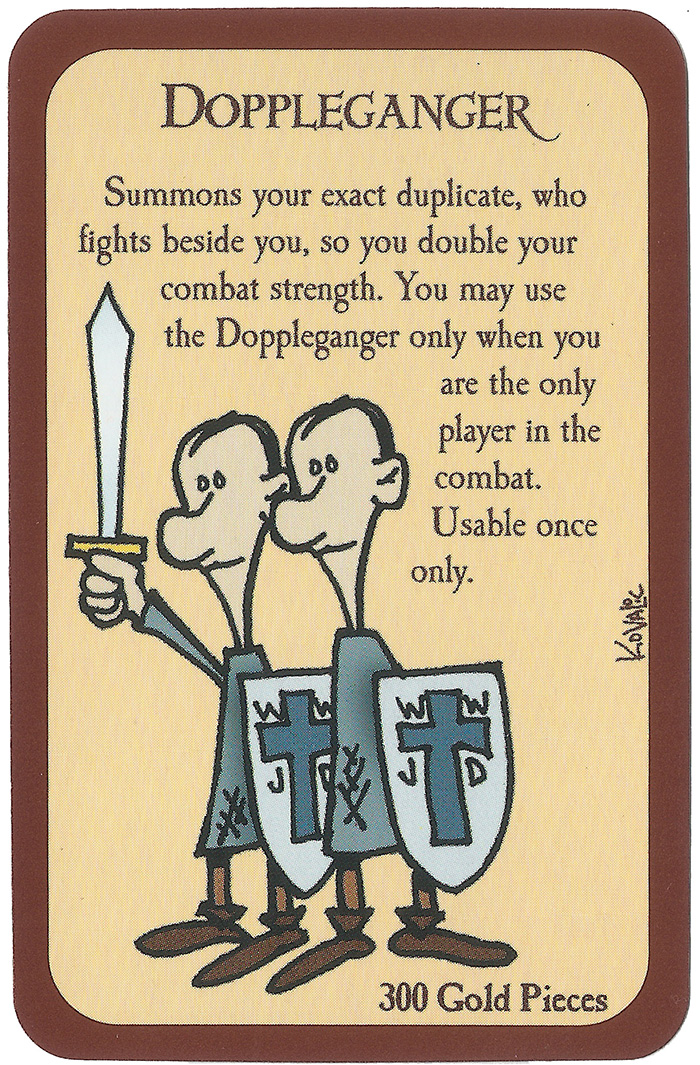 DOPPLEGANGER
Summons your exact duplicate, who
fights beside you, so you double your
combat strength. You may use
the Doppleganger only when you
are the only
player in the
combat.
Usable once
only.
KOVALIC
W W
J D
W W
J D
300 Gold Pieces